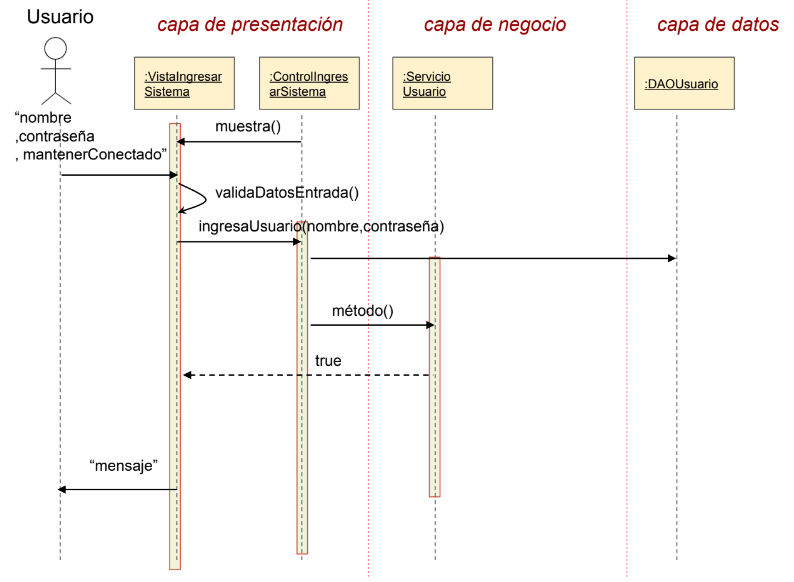 Usuario
capa de presentación
capa de negocio
capa de datos
:VistaIngresar
Sistema
:ControlIngres
arSistema
:Servicio
Usuario
:DAOUsuario
“nombre
,contraseña
, mantenerConectado”
muestra()
validaDatosEntrada()
ingresaUsuario(nombre,contraseña)
método()
true
“mensaje”